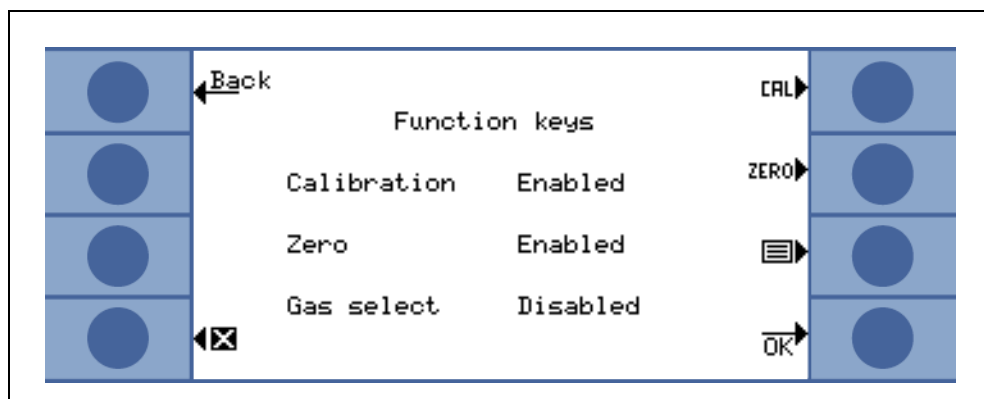 Back
CAL
Function keys
Calibration Enabled
ZERO
Zero Enabled
Gas select Disabled
OK